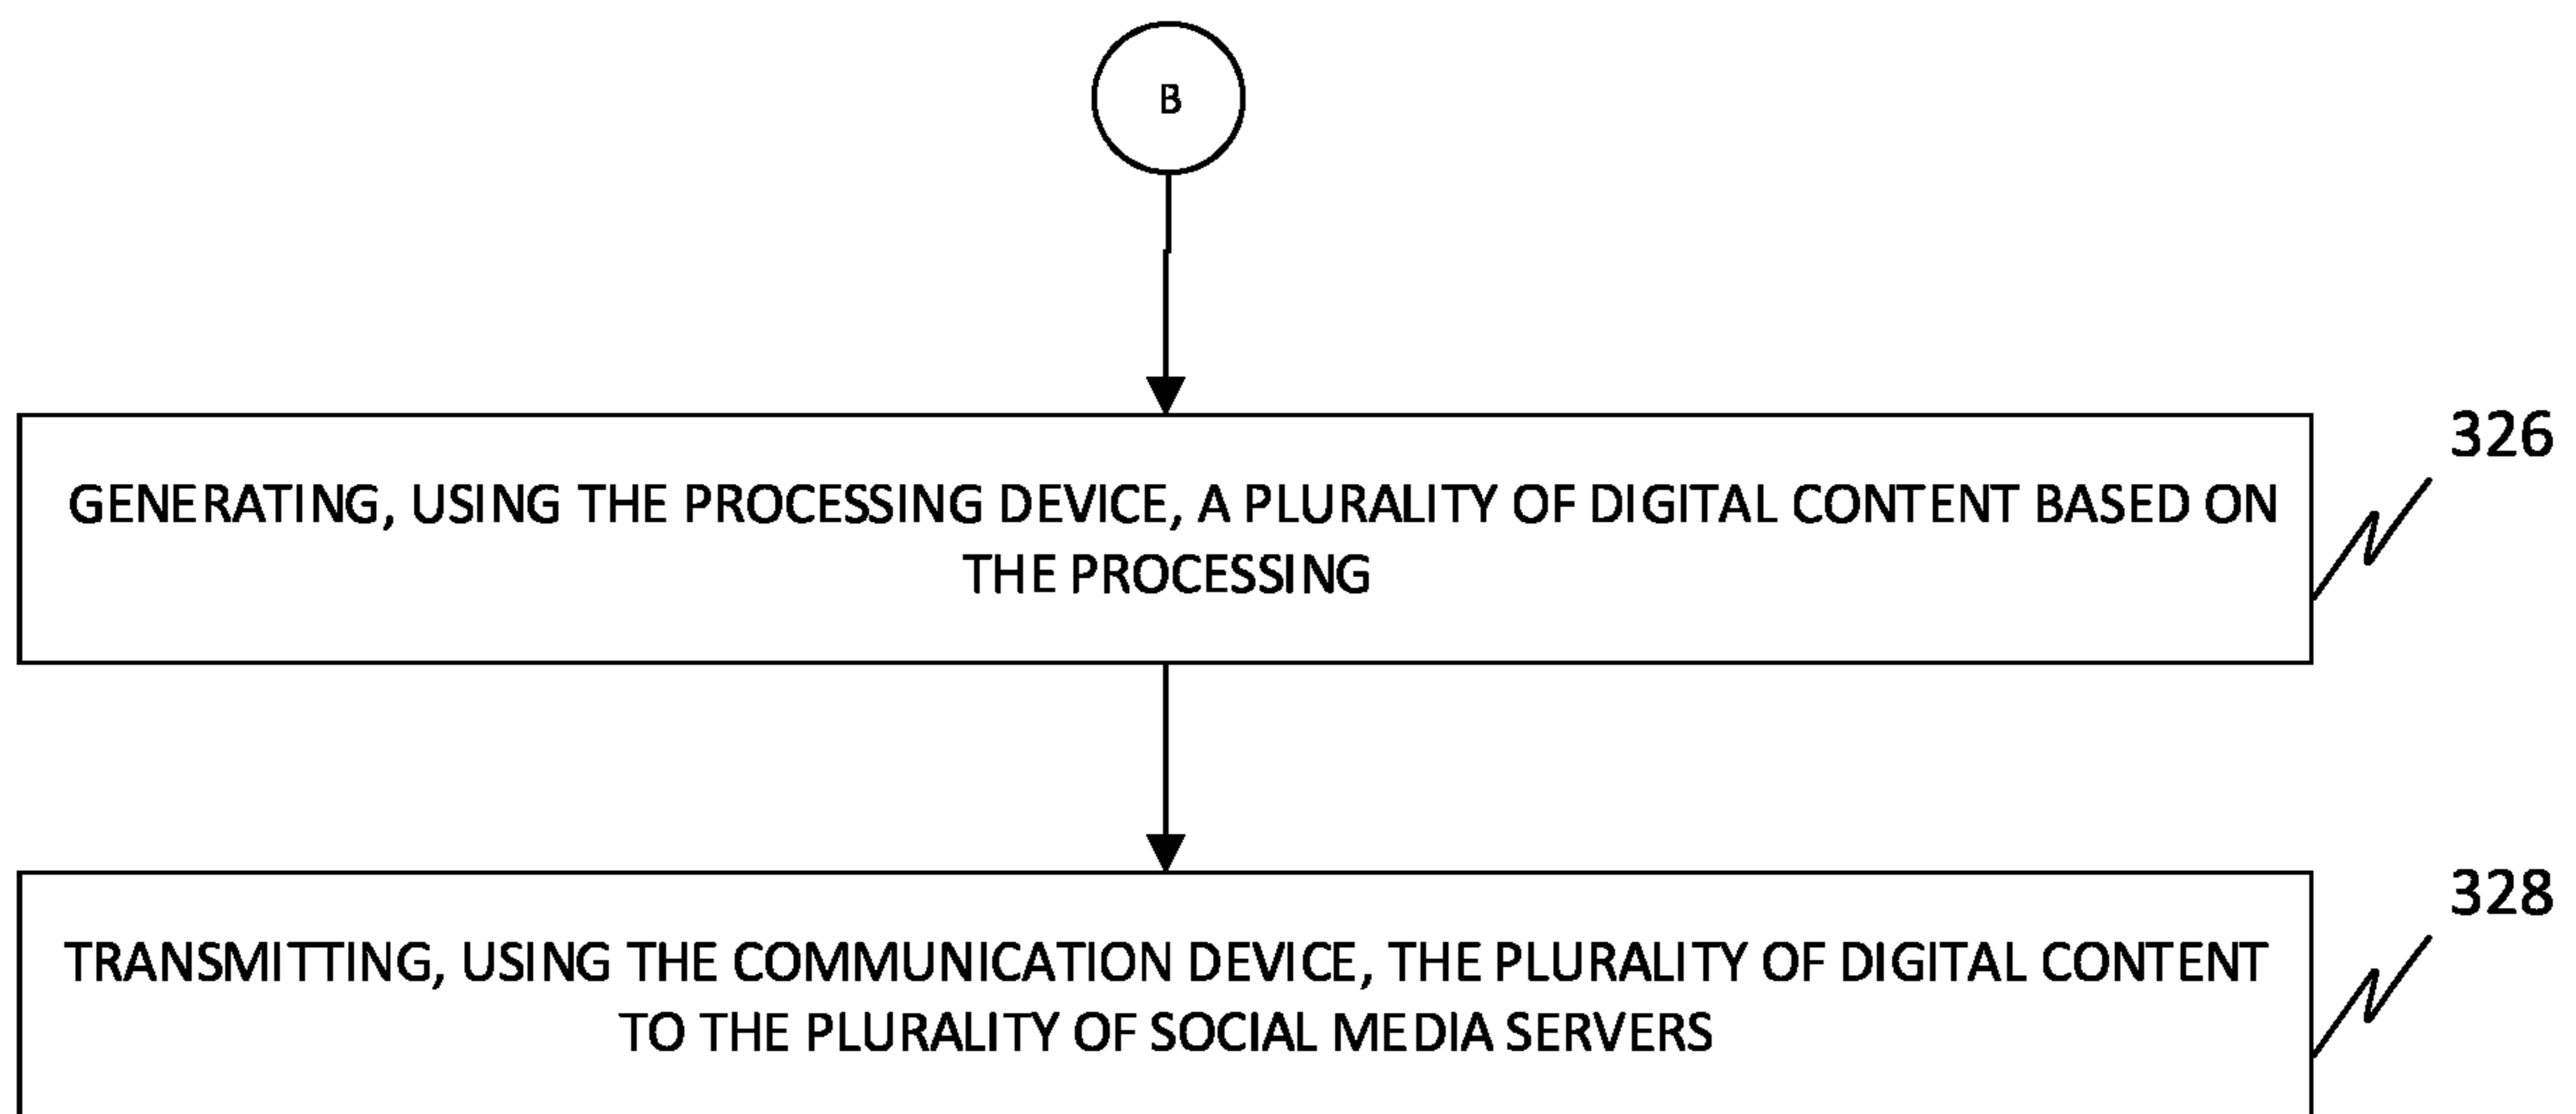 B
326
GENERATING, USING THE PROCESSING DEVICE, A PLURALITY OF DIGITAL CONTENT BASED ON
THE PROCESSING
328
TRANSMITTING, USING THE COMMUNICATION DEVICE, THE PLURALITY OF DIGITAL CONTENT
TO THE PLURALITY OF SOCIAL MEDIA SERVERS